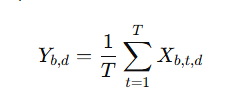 Y_{b,d} = \frac{1}{T} \sum_{t=1}^{T} X_{b,t,d}